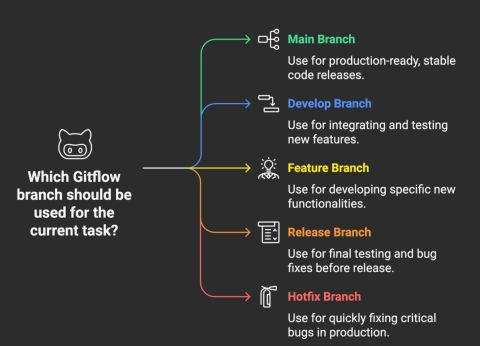 Which Gitflow
branch should be
used for the
current task?
Main Branch
Use for production-ready, stable
code releases.
Develop Branch
Use for integrating and testing
new features.
Feature Branch
Use for developing specific new
functionalities.
Release Branch
Use for final testing and bug
fixes before release.
Hotfix Branch
Use for quickly fixing critical
bugs in production.